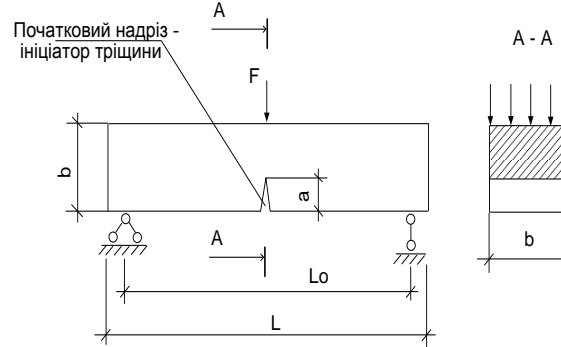 Початковий надріз -
ініціатор тріщини
A
A - A
F
b
a
A
b
Lo
L